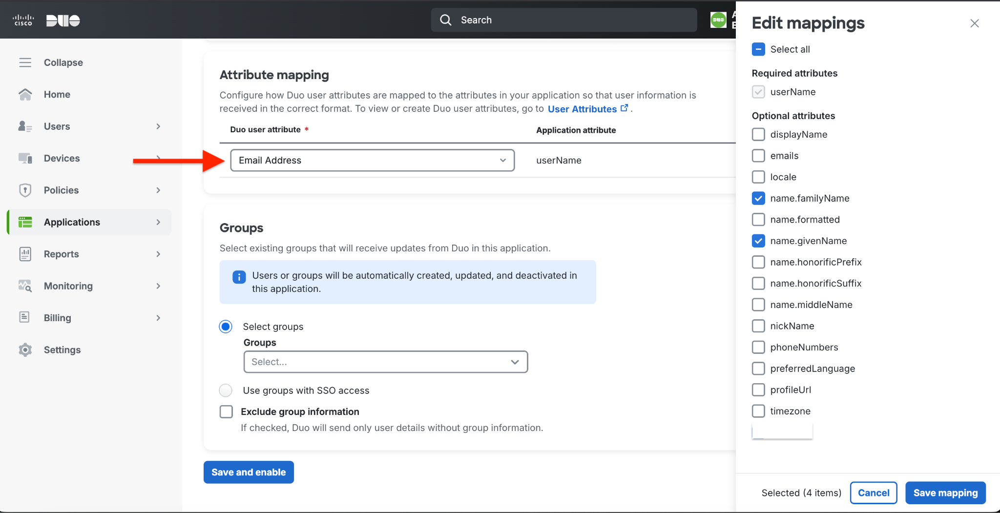 CISCO DUO
Search
A
E
Collapse
Home
Users
Devices
Policies
Applications
Reports
Monitoring
Billing
Settings
Attribute mapping
Configure how Duo user attributes are mapped to the attributes in your application so that user information is
received in the correct format. To view or create Duo user attributes, go to User Attributes .
Duo user attribute * Application attribute
Email Address userName
Groups
Select existing groups that will receive updates from Duo in this application.
Users or groups will be automatically created, updated, and deactivated in
this application.
Select groups
Groups
Select...
Use groups with SSO access
Exclude group information
If checked, Duo will send only user details without group information.
Save and enable
Edit mappings
Select all
Required attributes
userName
Optional attributes
displayName
emails
locale
name.familyName
name.formatted
name.givenName
name.honorificPrefix
name.honorificSuffix
name.middleName
nickName
phoneNumbers
preferredLanguage
profileUrl
timezone
Selected (4 items) Cancel Save mapping